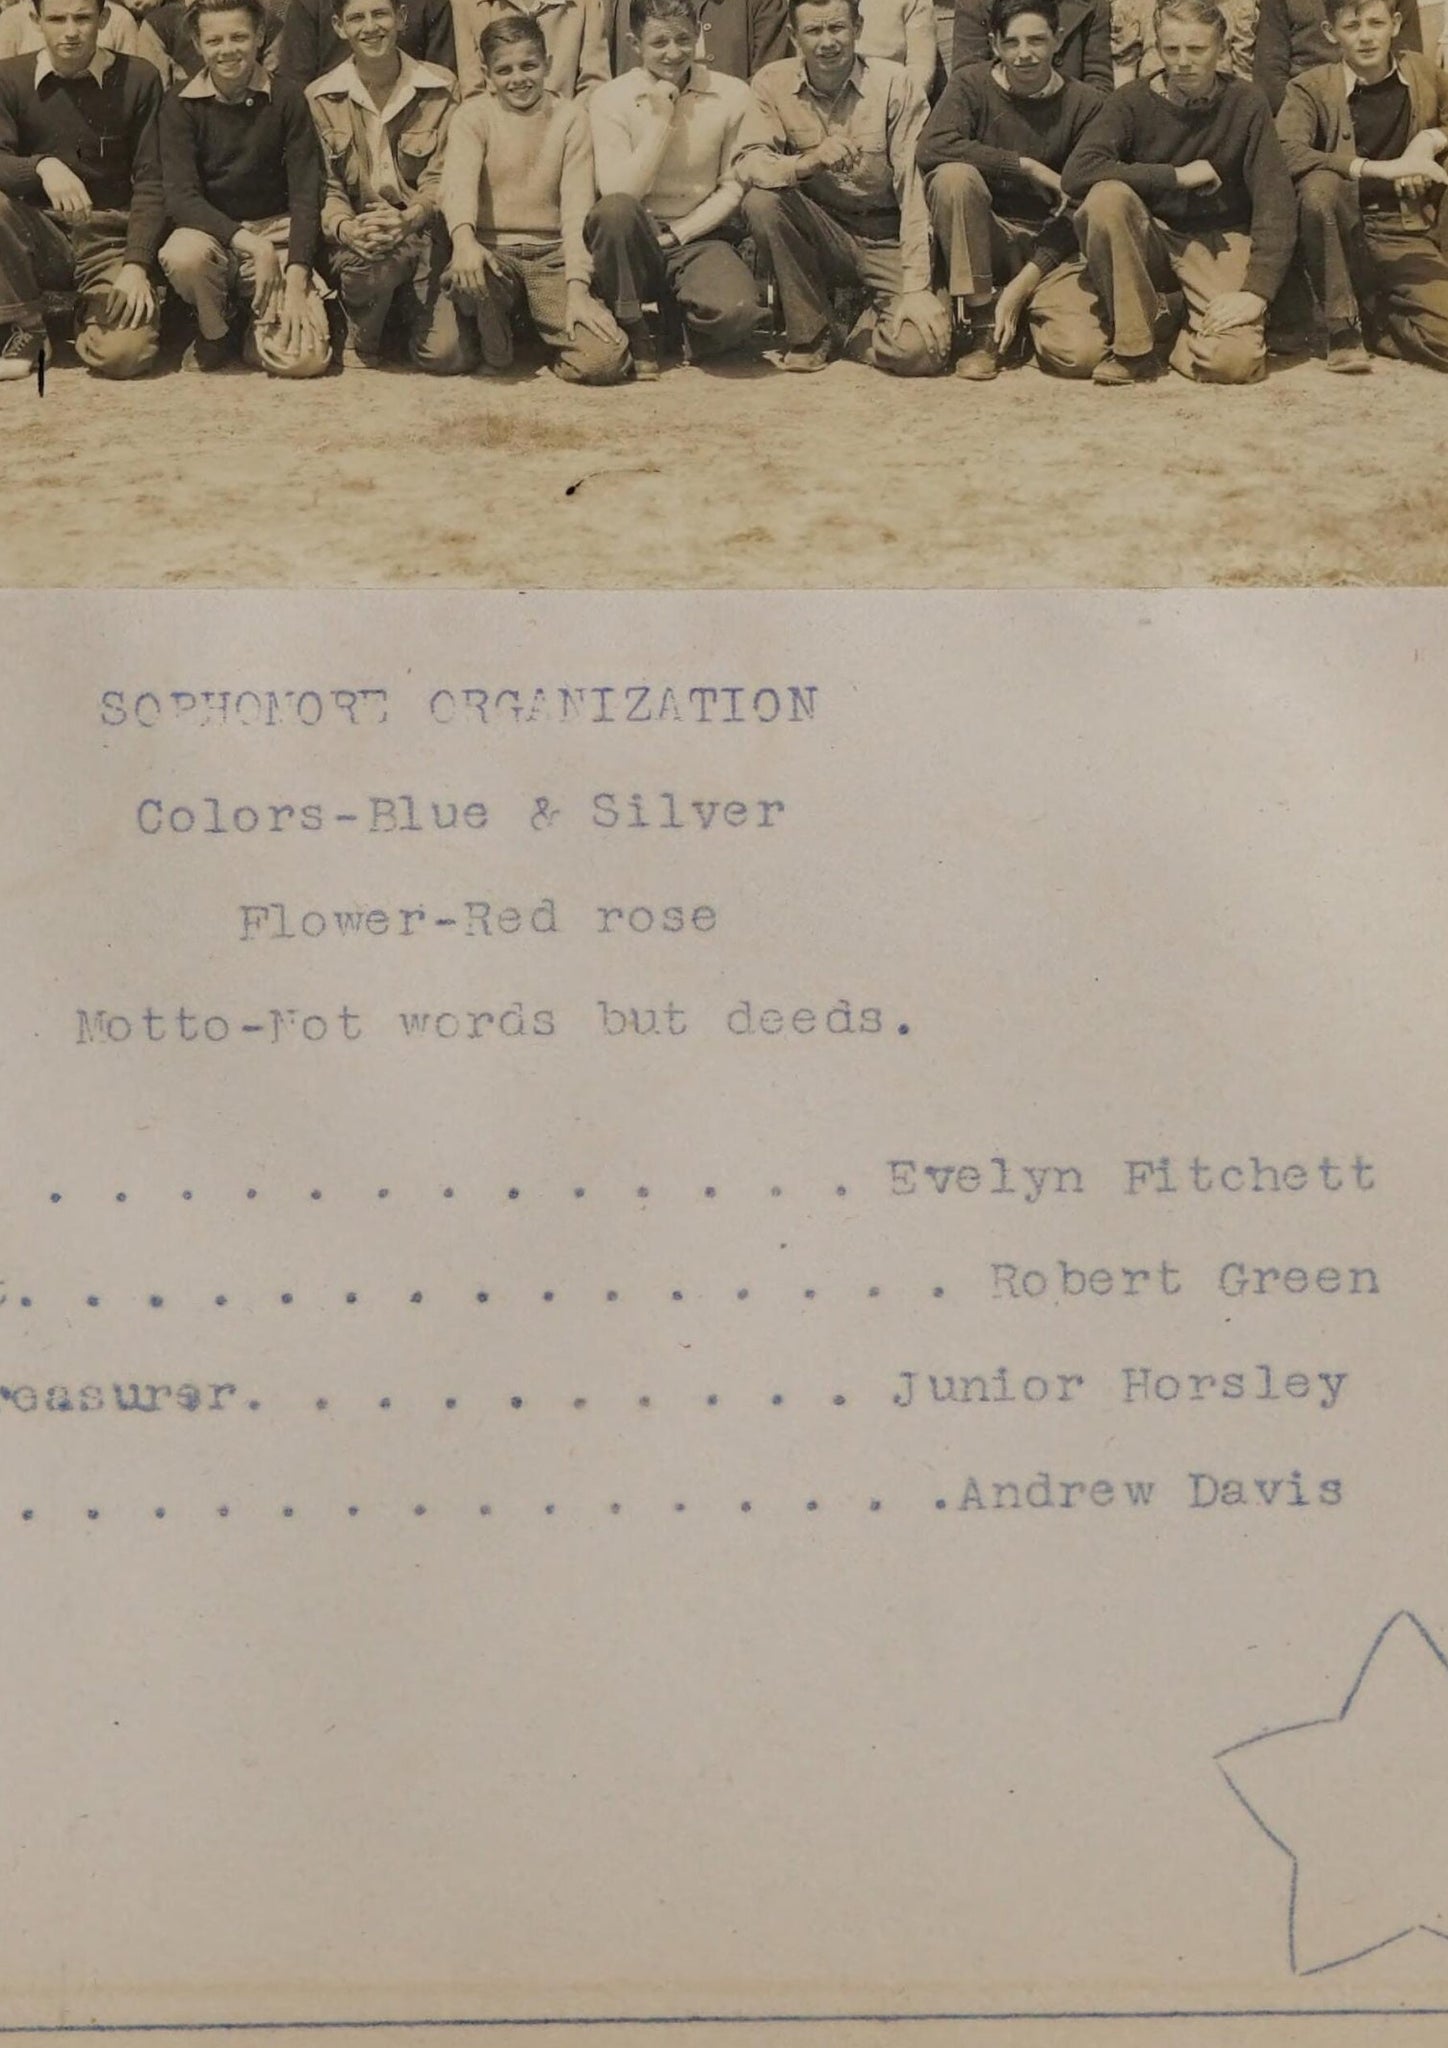 SOPHOMORE ORGANIZATION
Colors-Blue & Silver
Flower-Red rose
Motto-Not words but deeds.
. . . . . . . . . . . . . Evelyn Fitchett
t. . . . . . . . . . . . . . . Robert Green
reasurer. . . . . . . . . . Junior Horsley
. . . . . . . . . . . . . . .Andrew Davis